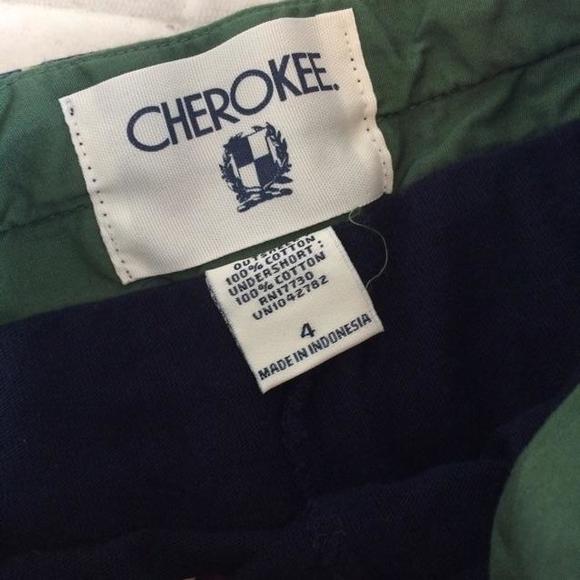 CHEROKEE.
100% COTTON
UNDERSHORT:
100% COTTON
RN17730
UN1042782
4
MADE IN INDONESIA